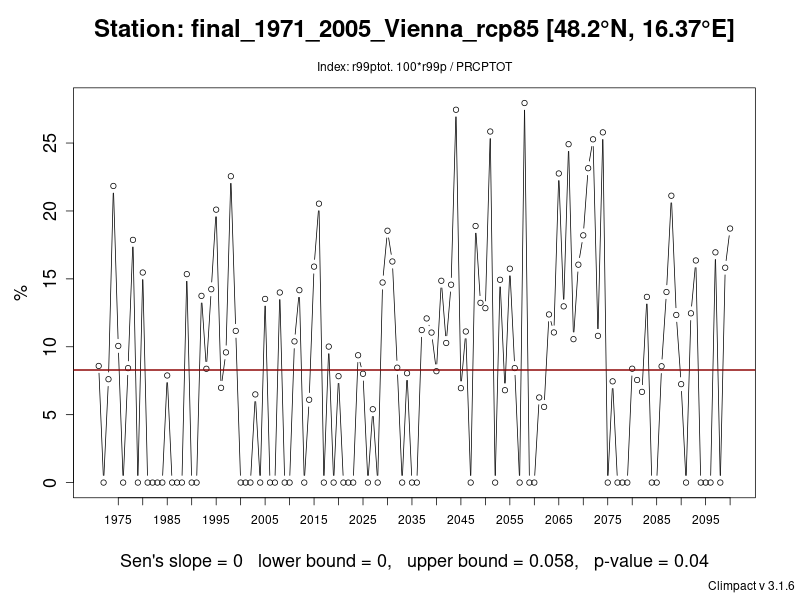 Station: final_1971_2005_Vienna_rcp85 [48.2°N, 16.37°E]
Index: r99ptot. 100*r99p / PRCPTOT
25
20
15
10
5
0
%
1975 1985 1995 2005 2015 2025 2035 2045 2055 2065 2075 2085 2095
Sen's slope = 0 lower bound = 0, upper bound = 0.058, p-value = 0.04
Climpact v 3.1.6